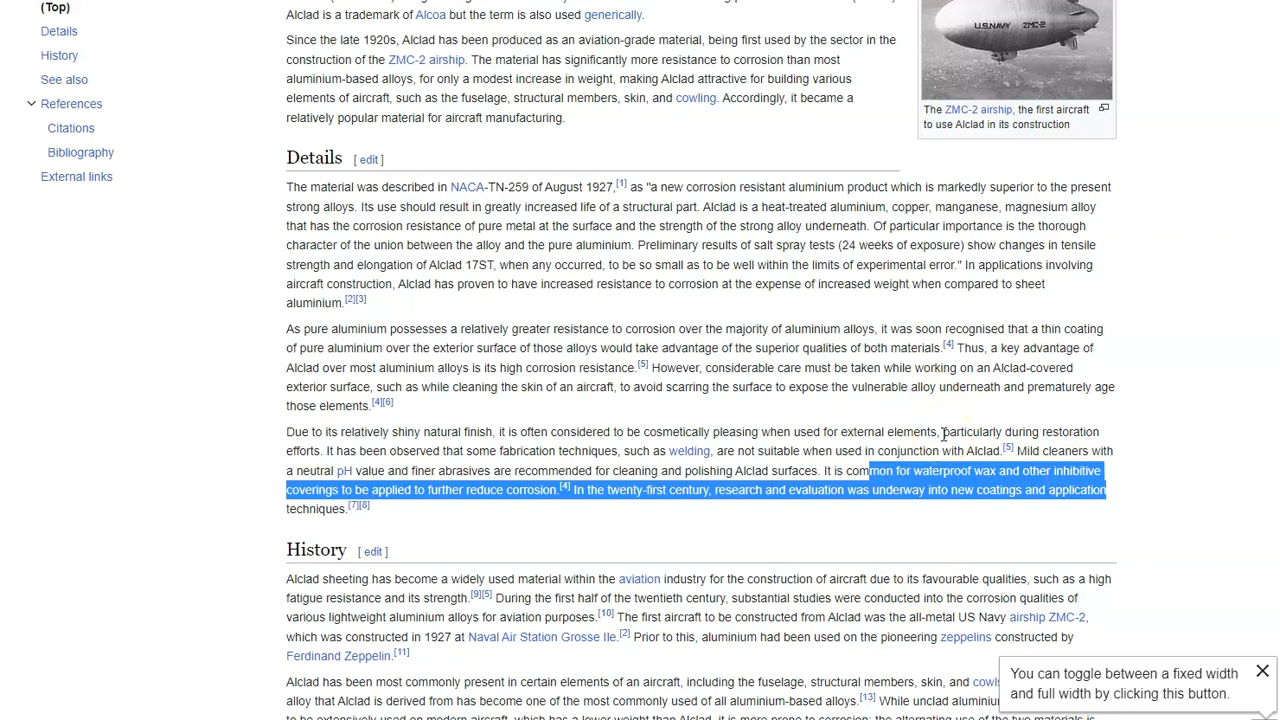 (Top)
Details
History
See also
References
Citations
Bibliography
External links
Alclad is a trademark of Alcoa but the term is also used generically.
Since the late 1920s, Alclad has been produced as an aviation-grade material, being first used by the sector in the
construction of the ZMC-2 airship. The material has significantly more resistance to corrosion than most
aluminium-based alloys, for only a modest increase in weight, making Alclad attractive for building various
elements of aircraft, such as the fuselage, structural members, skin, and cowling. Accordingly, it became a
relatively popular material for aircraft manufacturing.
U.S.NAVY ZMC-2
The ZMC-2 airship, the first aircraft
to use Alclad in its construction
Details [ edit ]
The material was described in NACA-TN-259 of August 1927,[1] as "a new corrosion resistant aluminium product which is markedly superior to the present
strong alloys. Its use should result in greatly increased life of a structural part. Alclad is a heat-treated aluminium, copper, manganese, magnesium alloy
that has the corrosion resistance of pure metal at the surface and the strength of the strong alloy underneath. Of particular importance is the thorough
character of the union between the alloy and the pure aluminium. Preliminary results of salt spray tests (24 weeks of exposure) show changes in tensile
strength and elongation of Alclad 17ST, when any occurred, to be so small as to be well within the limits of experimental error." In applications involving
aircraft construction, Alclad has proven to have increased resistance to corrosion at the expense of increased weight when compared to sheet
aluminium.[2][3]
As pure aluminium possesses a relatively greater resistance to corrosion over the majority of aluminium alloys, it was soon recognised that a thin coating
of pure aluminium over the exterior surface of those alloys would take advantage of the superior qualities of both materials.[4] Thus, a key advantage of
Alclad over most aluminium alloys is its high corrosion resistance.[5] However, considerable care must be taken while working on an Alclad-covered
exterior surface, such as while cleaning the skin of an aircraft, to avoid scarring the surface to expose the vulnerable alloy underneath and prematurely age
those elements.[4][6]
Due to its relatively shiny natural finish, it is often considered to be cosmetically pleasing when used for external elements, particularly during restoration
efforts. It has been observed that some fabrication techniques, such as welding, are not suitable when used in conjunction with Alclad.[5] Mild cleaners with
a neutral pH value and finer abrasives are recommended for cleaning and polishing Alclad surfaces. It is common for waterproof wax and other inhibitive
coverings to be applied to further reduce corrosion.[4] In the twenty-first century, research and evaluation was underway into new coatings and application
techniques.[7][8]
History [ edit ]
Alclad sheeting has become a widely used material within the aviation industry for the construction of aircraft due to its favourable qualities, such as a high
fatigue resistance and its strength.[9][5] During the first half of the twentieth century, substantial studies were conducted into the corrosion qualities of
various lightweight aluminium alloys for aviation purposes.[10] The first aircraft to be constructed from Alclad was the all-metal US Navy airship ZMC-2,
which was constructed in 1927 at Naval Air Station Grosse Ile.[2] Prior to this, aluminium had been used on the pioneering zeppelins constructed by
Ferdinand Zeppelin.[11]
Alclad has been most commonly present in certain elements of an aircraft, including the fuselage, structural members, skin, and
alloy that Alclad is derived from has become one of the most commonly used of all aluminium-based alloys.[13] While unclad
to be extensively used on modern aircraft, which has a lower weight than Alclad, it is more prone to corrosion; the alternating use of the two materials is
You can toggle between a fixed width
and full width by clicking this button.